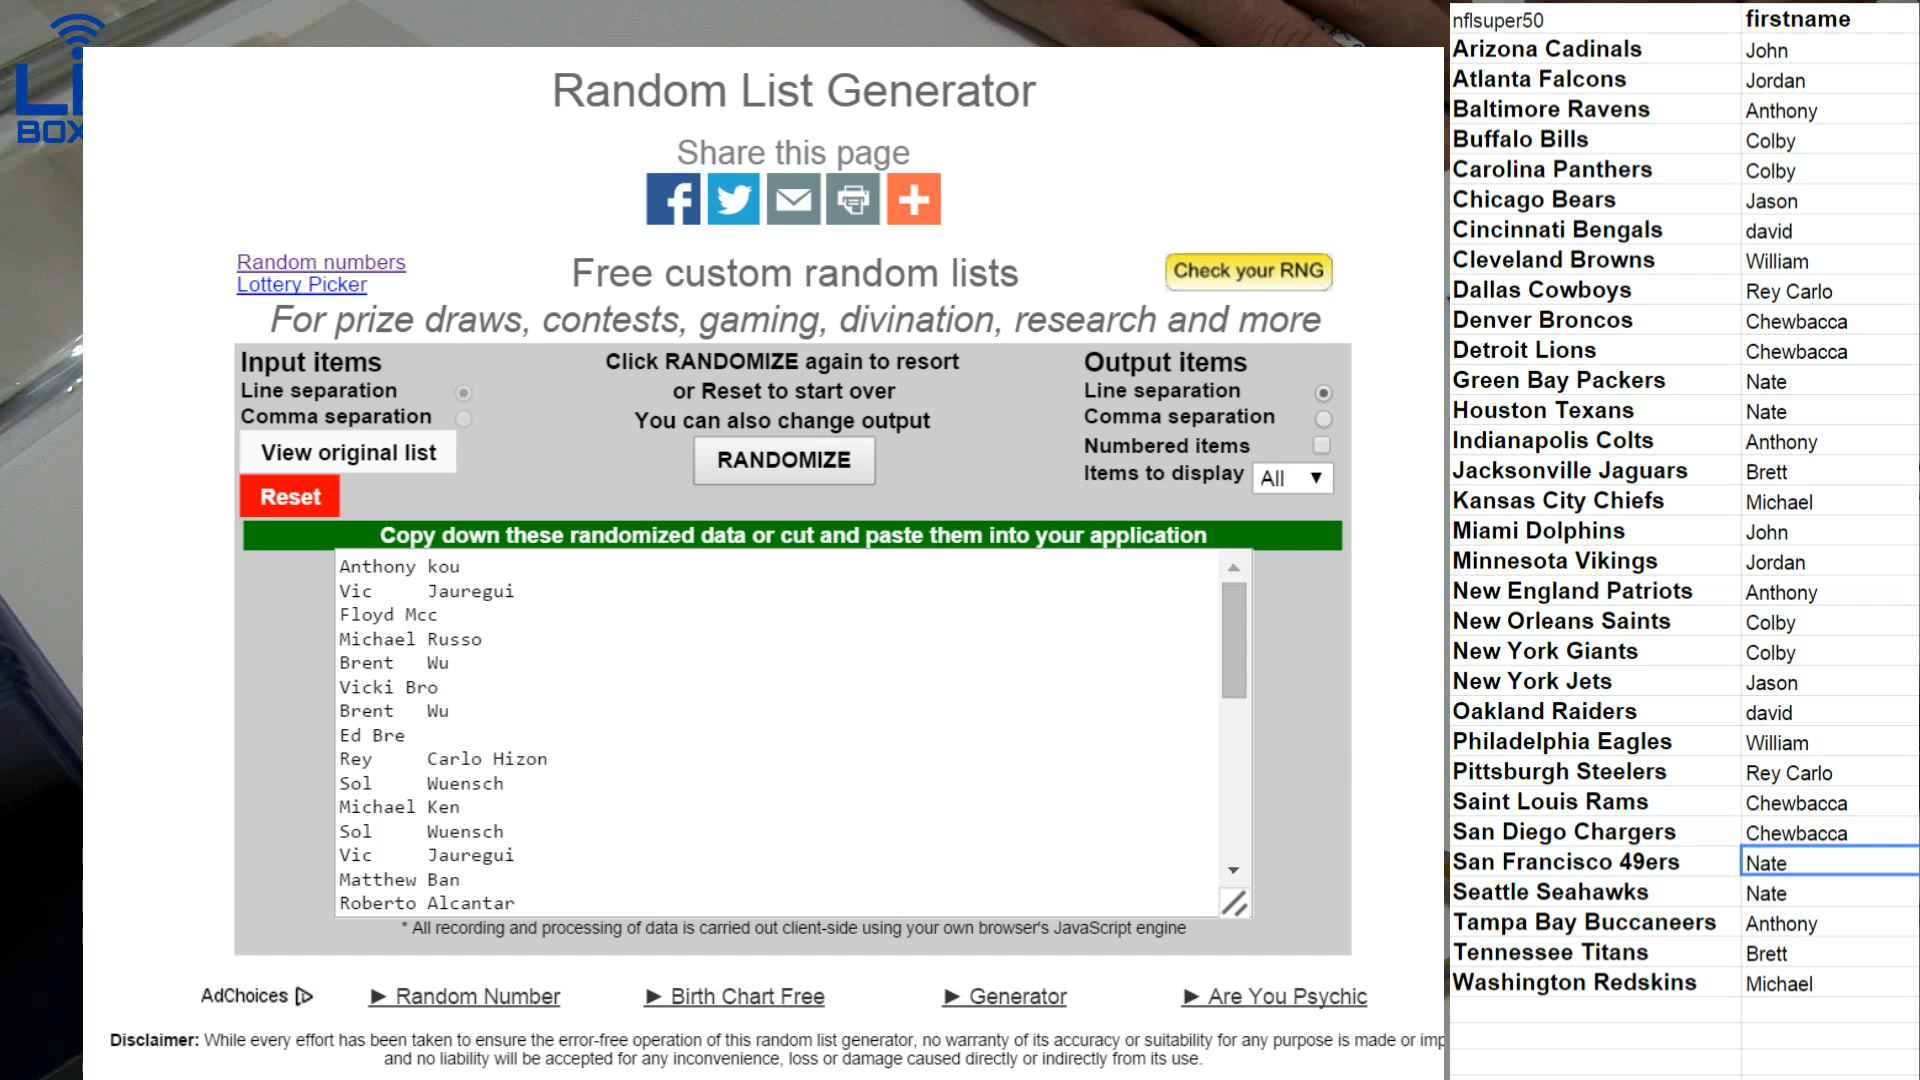 LI
BOX
Random List Generator
Share this page
Random numbers
Lottery Picker
Free custom random lists
Check your RNG
For prize draws, contests, gaming, divination, research and more
Input items
Line separation
Comma separation
View original list
Reset
Click RANDOMIZE again to resort
or Reset to start over
You can also change output
RANDOMIZE
Output items
Line separation
Comma separation
Numbered items
Items to display All
Copy down these randomized data or cut and paste them into your application
Anthony kou
Vic Jauregui
Floyd Mcc
Michael Russo
Brent Wu
Vicki Bro
Brent Wu
Ed Bre
Rey Carlo Hizon
Sol Wuensch
Michael Ken
Sol Wuensch
Vic Jauregui
Matthew Ban
Roberto Alcantar
* All recording and processing of data is carried out client-side using your own browser's JavaScript engine
AdChoices
Random Number
Birth Chart Free
Generator
Are You Psychic
Disclaimer: While every effort has been taken to ensure the error-free operation of this random list generator, no warranty of its accuracy or suitability for any purpose is made or imp
and no liability will be accepted for any inconvenience, loss or damage caused directly or indirectly from its use.
nflsuper50 firstname
Arizona Cadinals John
Atlanta Falcons Jordan
Baltimore Ravens Anthony
Buffalo Bills Colby
Carolina Panthers Colby
Chicago Bears Jason
Cincinnati Bengals david
Cleveland Browns William
Dallas Cowboys Rey Carlo
Denver Broncos Chewbacca
Detroit Lions Chewbacca
Green Bay Packers Nate
Houston Texans Nate
Indianapolis Colts Anthony
Jacksonville Jaguars Brett
Kansas City Chiefs Michael
Miami Dolphins John
Minnesota Vikings Jordan
New England Patriots Anthony
New Orleans Saints Colby
New York Giants Colby
New York Jets Jason
Oakland Raiders david
Philadelphia Eagles William
Pittsburgh Steelers Rey Carlo
Saint Louis Rams Chewbacca
San Diego Chargers Chewbacca
San Francisco 49ers Nate
Seattle Seahawks Nate
Tampa Bay Buccaneers Anthony
Tennessee Titans Brett
Washington Redskins Michael